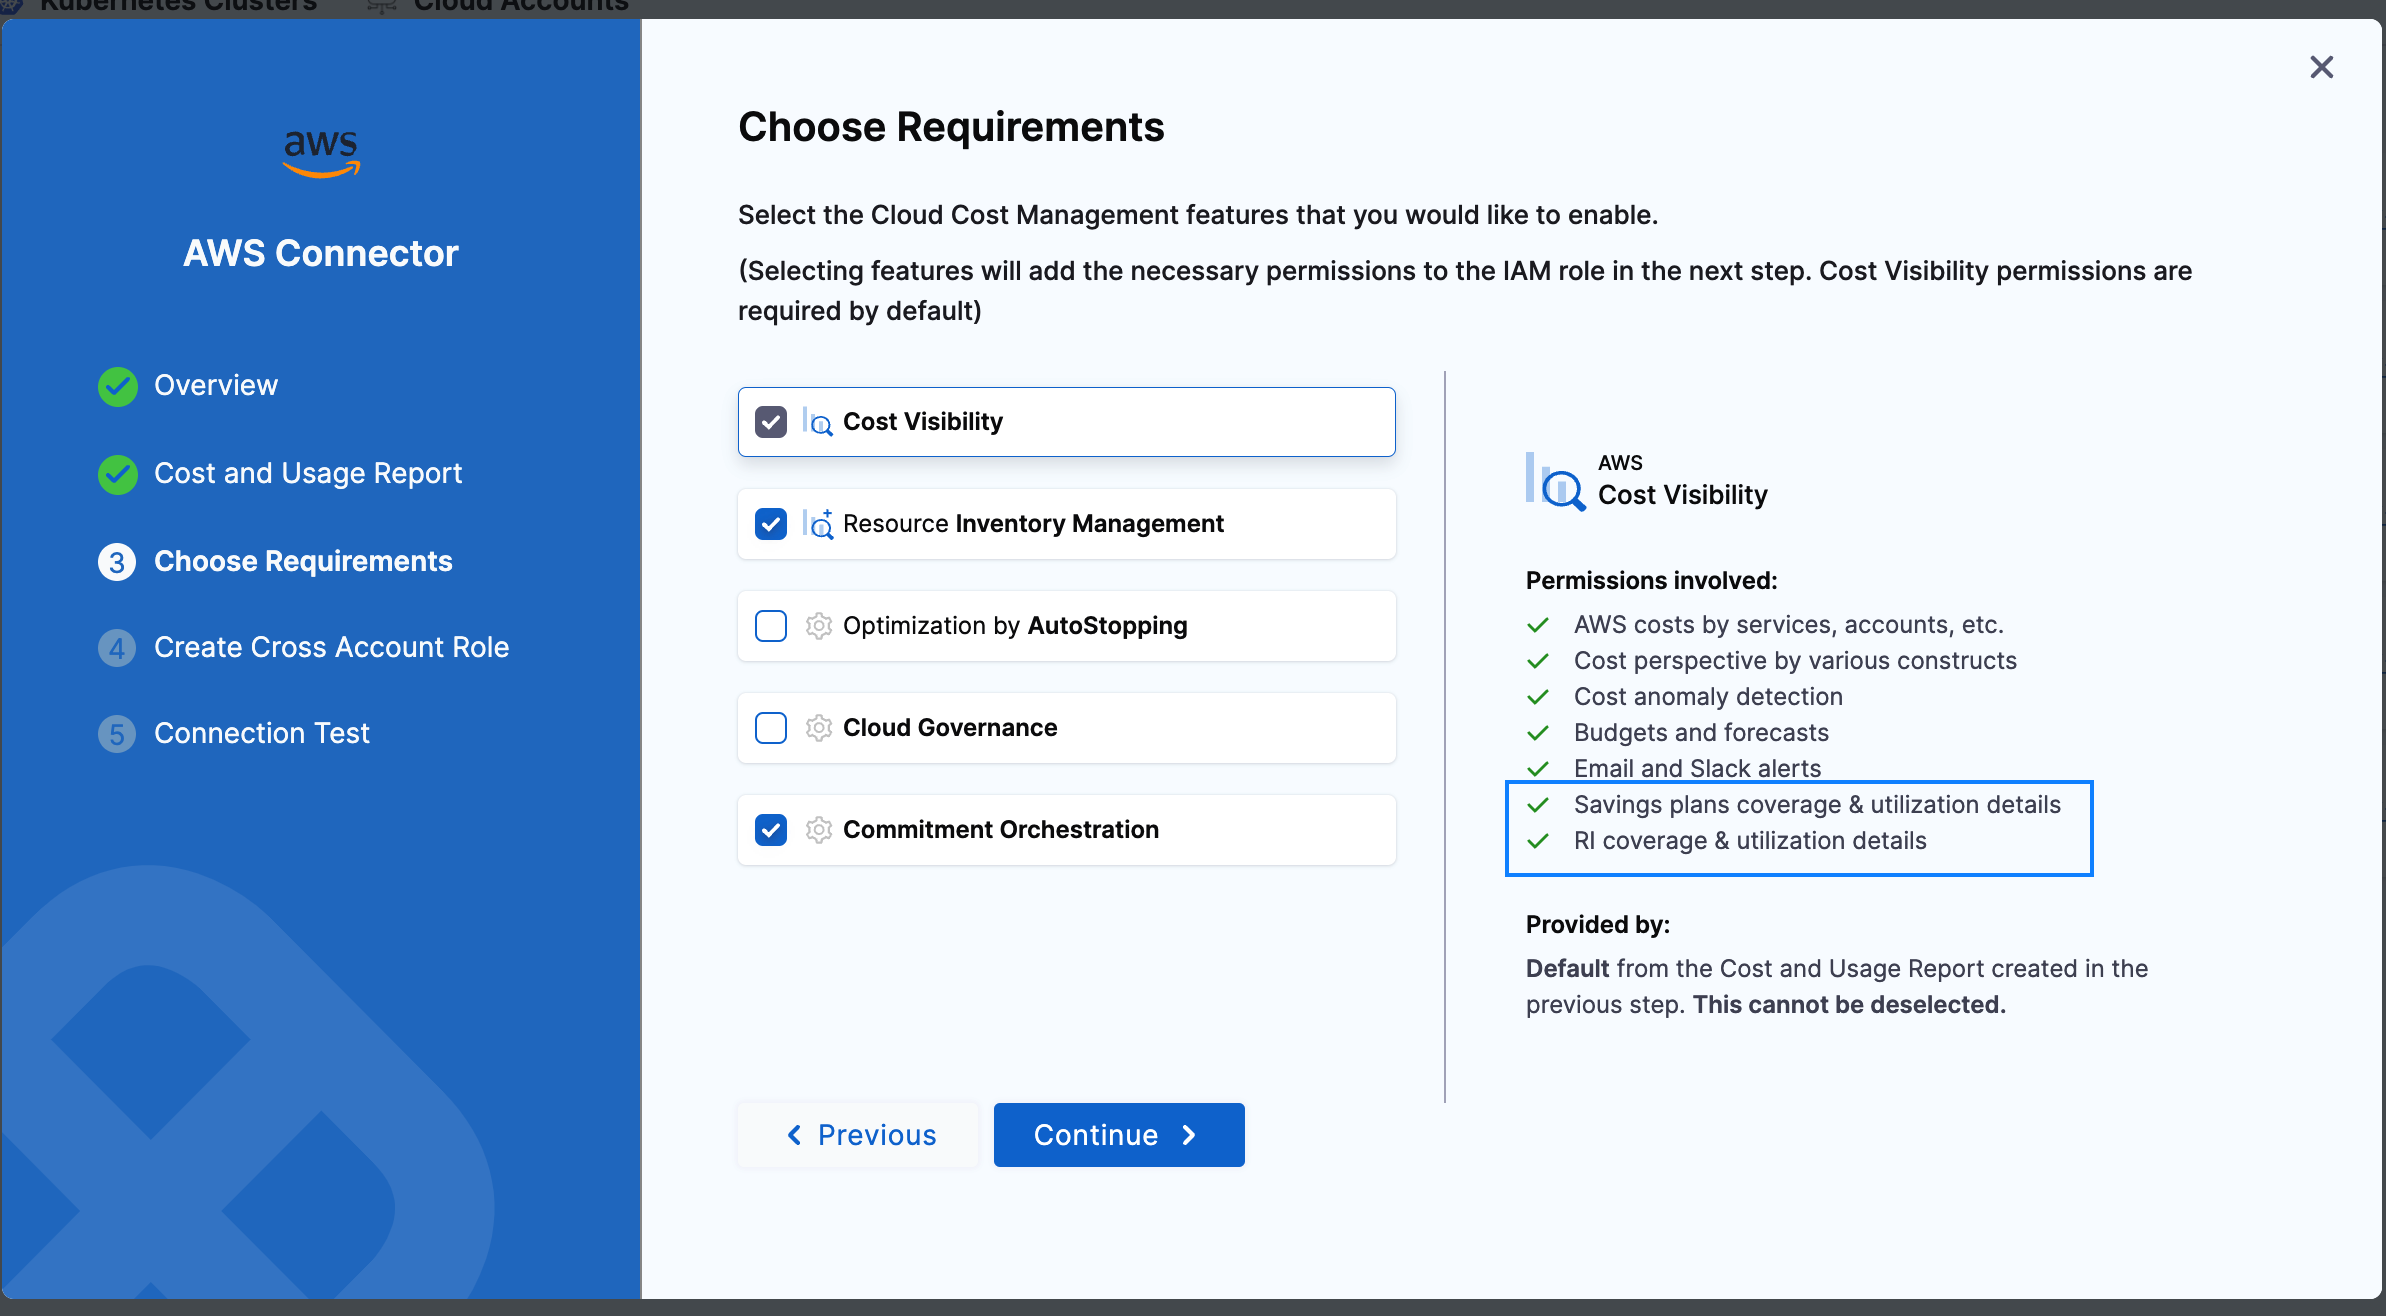 Kubernetes Clusters
Cloud Accounts
aws
AWS Connector
Overview
Cost and Usage Report
3 Choose Requirements
4 Create Cross Account Role
5 Connection Test
Choose Requirements
Select the Cloud Cost Management features that you would like to enable.
(Selecting features will add the necessary permissions to the IAM role in the next step. Cost Visibility permissions are
required by default)
Cost Visibility
Resource Inventory Management
Optimization by AutoStopping
Cloud Governance
Commitment Orchestration
Previous
Continue
AWS
Cost Visibility
Permissions involved:
AWS costs by services, accounts, etc.
Cost perspective by various constructs
Cost anomaly detection
Budgets and forecasts
Email and Slack alerts
Savings plans coverage & utilization details
RI coverage & utilization details
Provided by:
Default from the Cost and Usage Report created in the
previous step. This cannot be deselected.